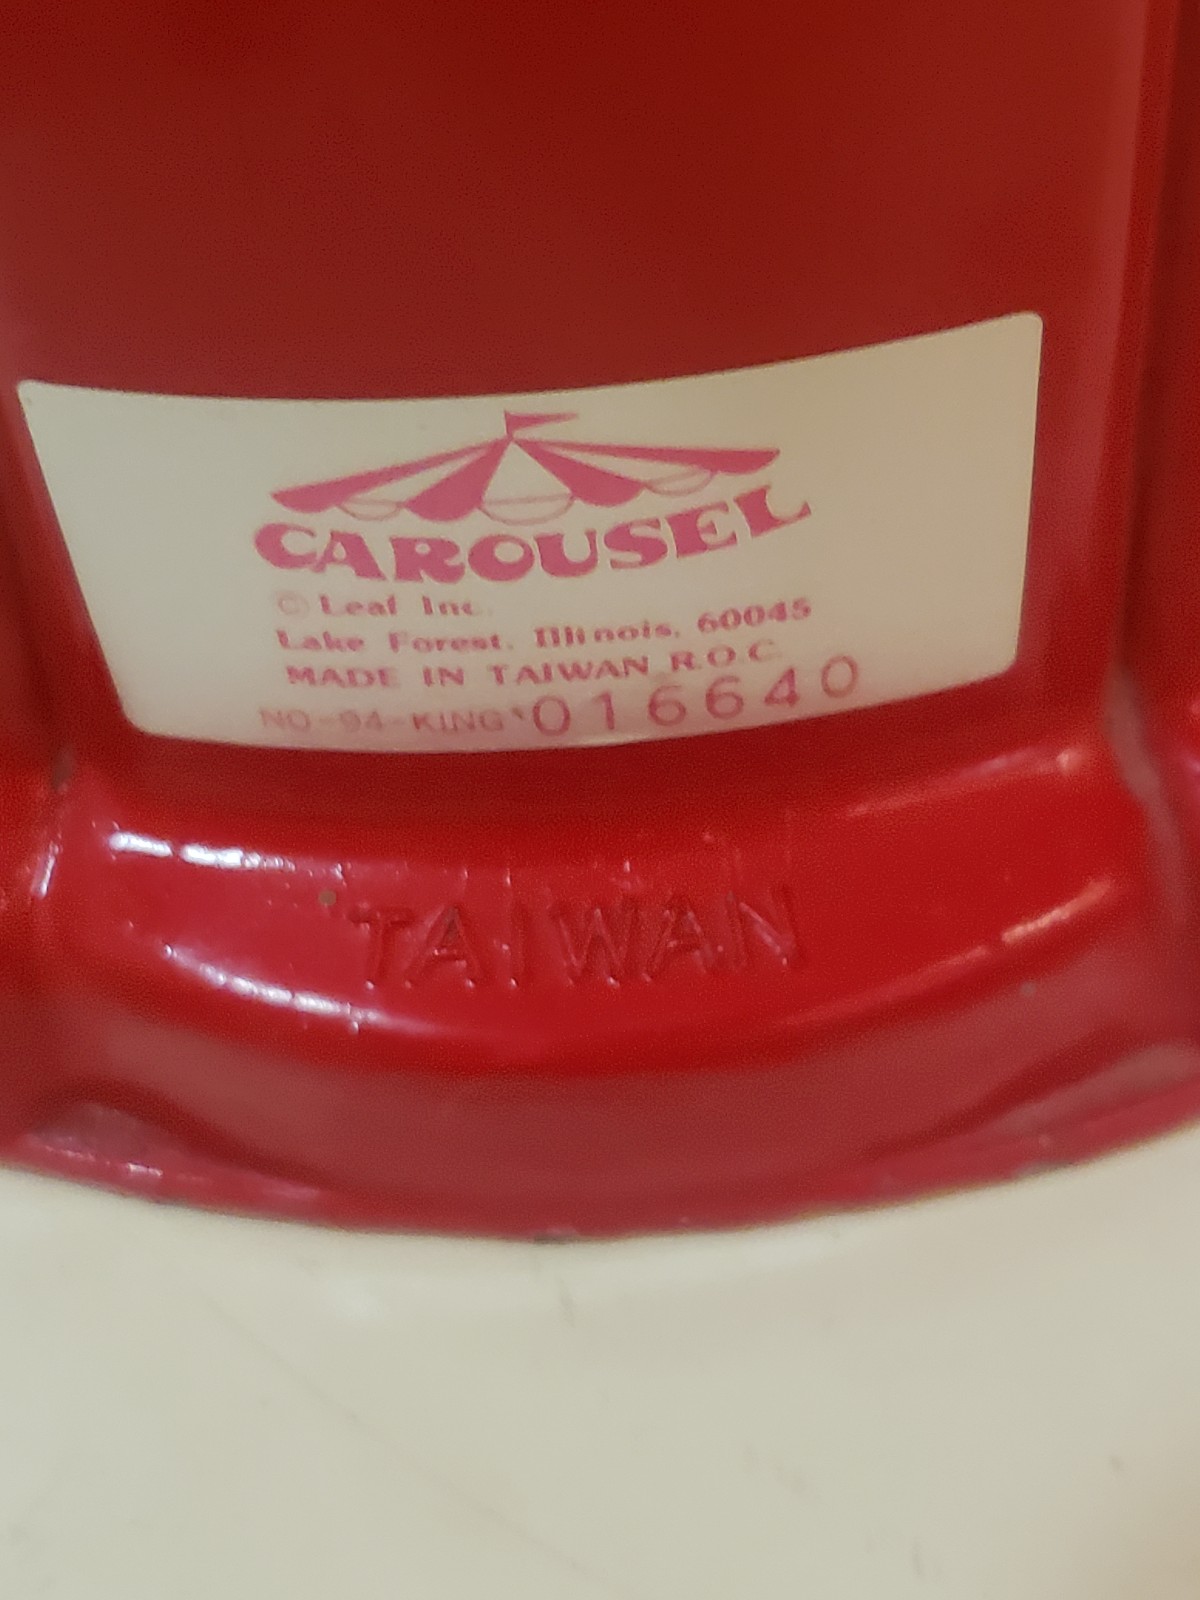 CAROUSEL
© Leaf Inc.
Lake Forest, Illinois, 60045
MADE IN TAIWAN R.O.C.
NO-94-KING 016640
TAIWAN